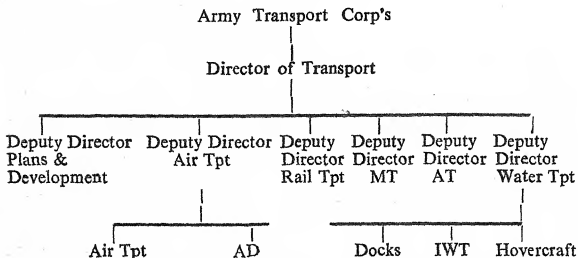 Army Transport Corp's
Director of Transport
Deputy Director
Plans &
Development
Deputy Director
Air Tpt
Deputy
Director
Rail Tpt
Deputy
Director
MT
Deputy
Director
AT
Deputy
Director
Water Tpt
Air Tpt
AD
Docks
IWT
Hovercraft